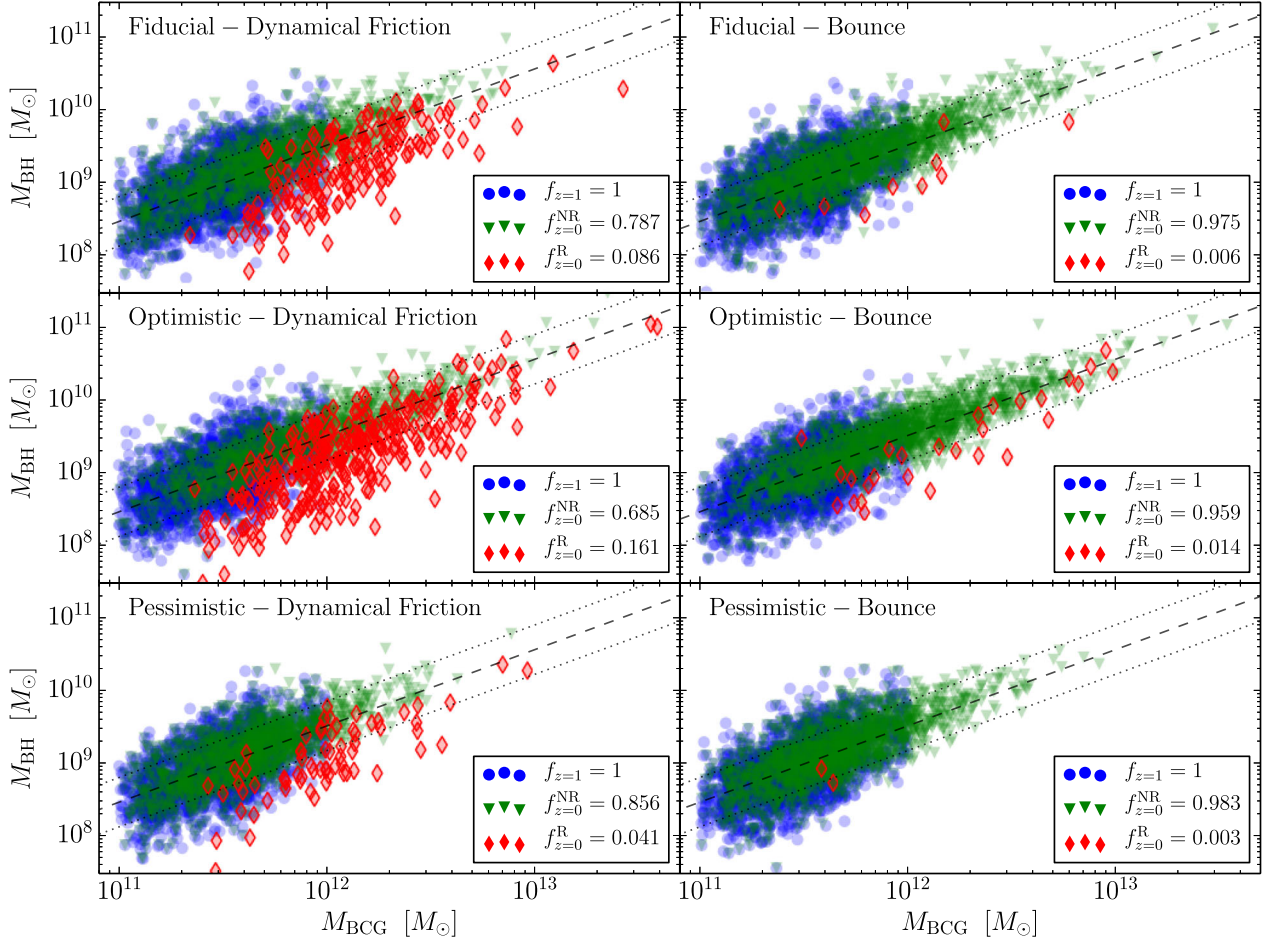 Fiducial − Dynamical Friction
Fiducial − Bounce
10^11
10^10
10^9
10^8
M_BH [M_⊙]
f_{z=1} = 1
f^{NR}_{z=0} = 0.787
f^{R}_{z=0} = 0.086
f_{z=1} = 1
f^{NR}_{z=0} = 0.975
f^{R}_{z=0} = 0.006
Optimistic − Dynamical Friction
Optimistic − Bounce
10^11
10^10
10^9
10^8
M_BH [M_⊙]
f_{z=1} = 1
f^{NR}_{z=0} = 0.685
f^{R}_{z=0} = 0.161
f_{z=1} = 1
f^{NR}_{z=0} = 0.959
f^{R}_{z=0} = 0.014
Pessimistic − Dynamical Friction
Pessimistic − Bounce
10^11
10^10
10^9
10^8
M_BH [M_⊙]
f_{z=1} = 1
f^{NR}_{z=0} = 0.856
f^{R}_{z=0} = 0.041
f_{z=1} = 1
f^{NR}_{z=0} = 0.983
f^{R}_{z=0} = 0.003
10^11 10^12 10^13
10^11 10^12 10^13
M_BCG [M_⊙]
M_BCG [M_⊙]